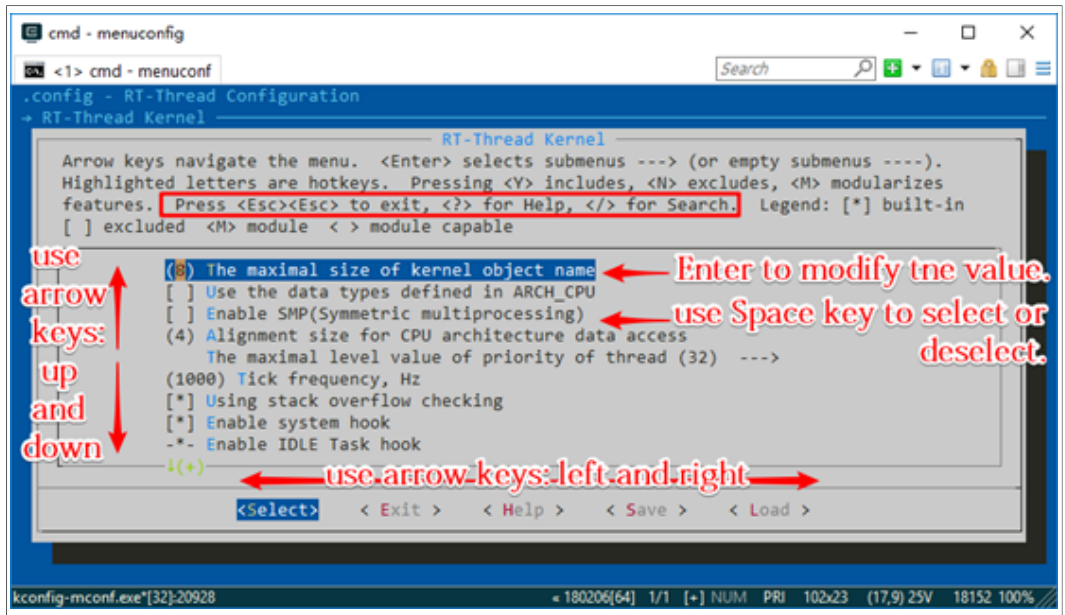 cmd - menuconfig
<1> cmd - menuconf
Search
.config - RT-Thread Configuration
→ RT-Thread Kernel
RT-Thread Kernel
Arrow keys navigate the menu. <Enter> selects submenus ---> (or empty submenus ----).
Highlighted letters are hotkeys. Pressing <Y> includes, <N> excludes, <M> modularizes
features. Press <Esc><Esc> to exit, <?> for Help, </> for Search. Legend: [*] built-in
[ ] excluded <M> module < > module capable
use arrow keys: up and down
(8) The maximal size of kernel object name
Enter to modify tne value.
[ ] Use the data types defined in ARCH_CPU
[ ] Enable SMP(Symmetric multiprocessing)
use Space key to select or
deselect.
(4) Alignment size for CPU architecture data access
The maximal level value of priority of thread (32) --->
(1000) Tick frequency, Hz
[*] Using stack overflow checking
[*] Enable system hook
-*- Enable IDLE Task hook
↓(+)
use arrow keys: left and right
<Select> < Exit > < Help > < Save > < Load >
kconfig-mconf.exe*[32]:20928 « 180206[64] 1/1 [+] NUM PRI 102x23 (17,9) 25V 18152 100%